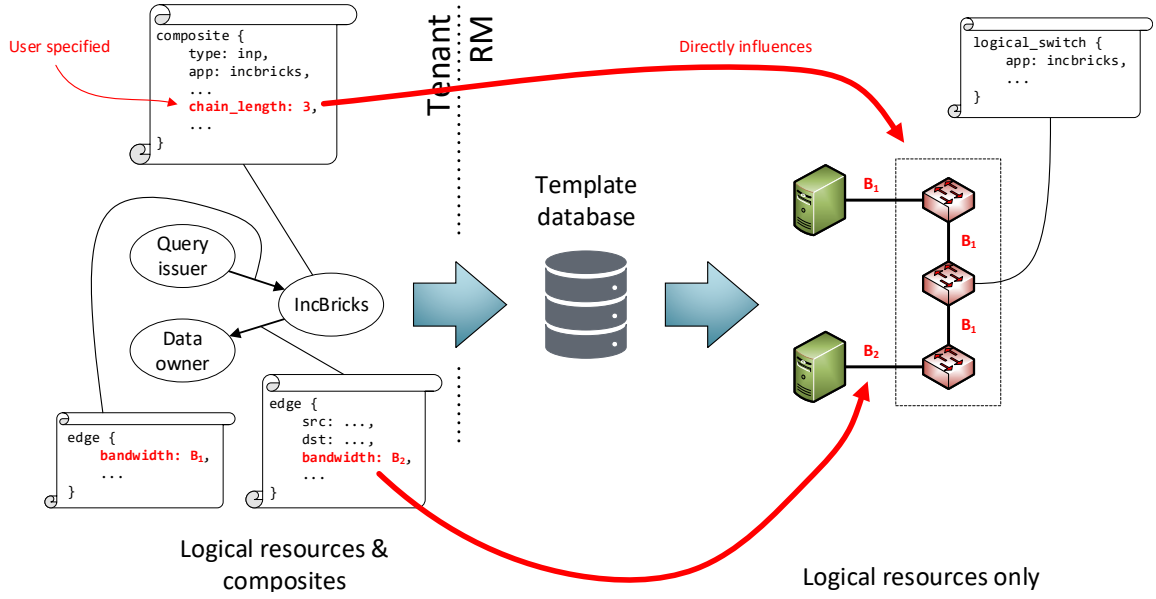 User specified
composite {
type: inp,
app: incbricks,
...
chain_length: 3,
...
}
Tenant
RM
Directly influences
logical_switch {
app: incbricks,
...
}
Query
issuer
IncBricks
Data
owner
Template
database
B₁
B₁
B₁
B₂
edge {
bandwidth: B₁,
...
}
edge {
src: ...,
dst: ...,
bandwidth: B₂,
...
}
Logical resources &
composites
Logical resources only